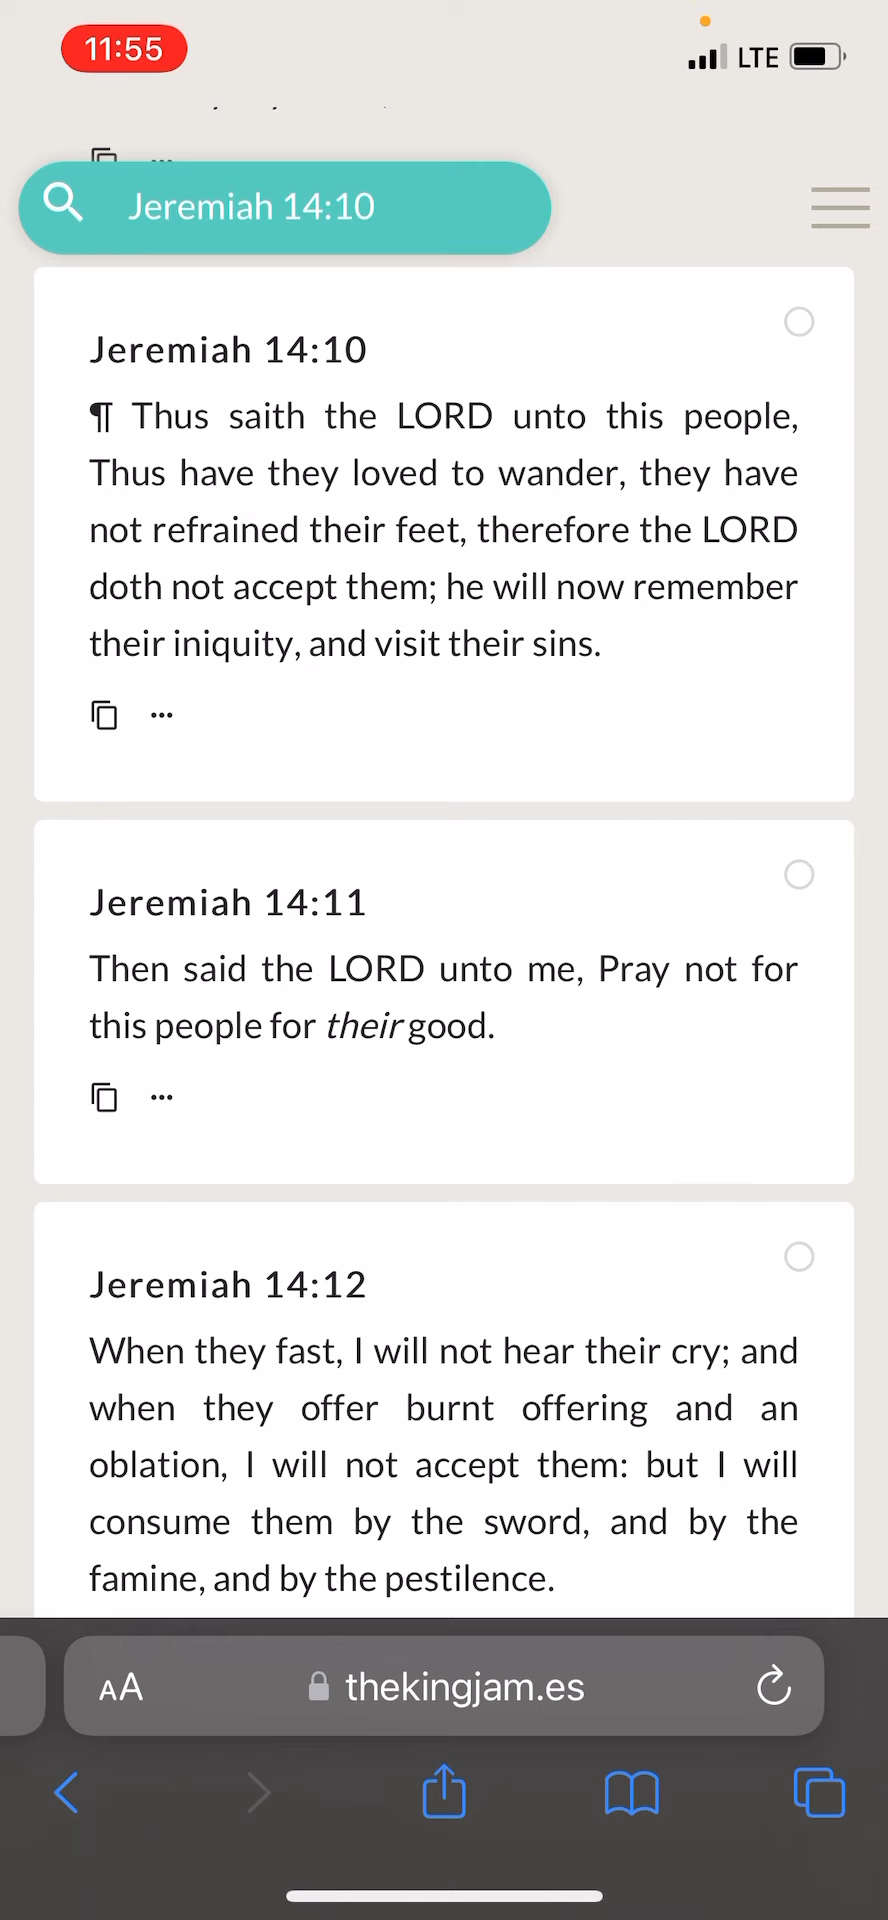 11:55
LTE
Jeremiah 14:10
Jeremiah 14:10
¶ Thus saith the LORD unto this people,
Thus have they loved to wander, they have
not refrained their feet, therefore the LORD
doth not accept them; he will now remember
their iniquity, and visit their sins.
Jeremiah 14:11
Then said the LORD unto me, Pray not for
this people for their good.
Jeremiah 14:12
When they fast, I will not hear their cry; and
when they offer burnt offering and an
oblation, I will not accept them: but I will
consume them by the sword, and by the
famine, and by the pestilence.
AA thekingjam.es